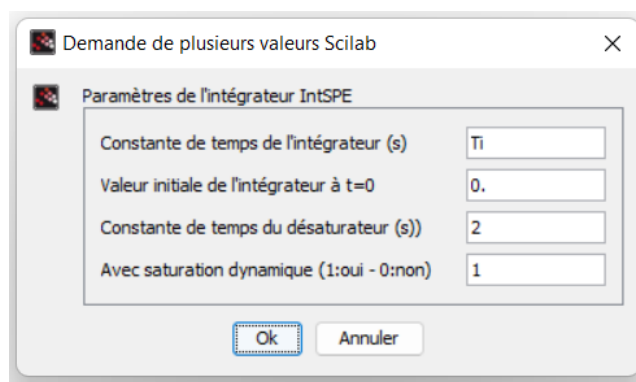 Demande de plusieurs valeurs Scilab
Paramètres de l'intégrateur IntSPE
Constante de temps de l'intégrateur (s) Ti
Valeur initiale de l'intégrateur à t=0 0.
Constante de temps du désaturateur (s)) 2
Avec saturation dynamique (1:oui - 0:non) 1
Ok Annuler